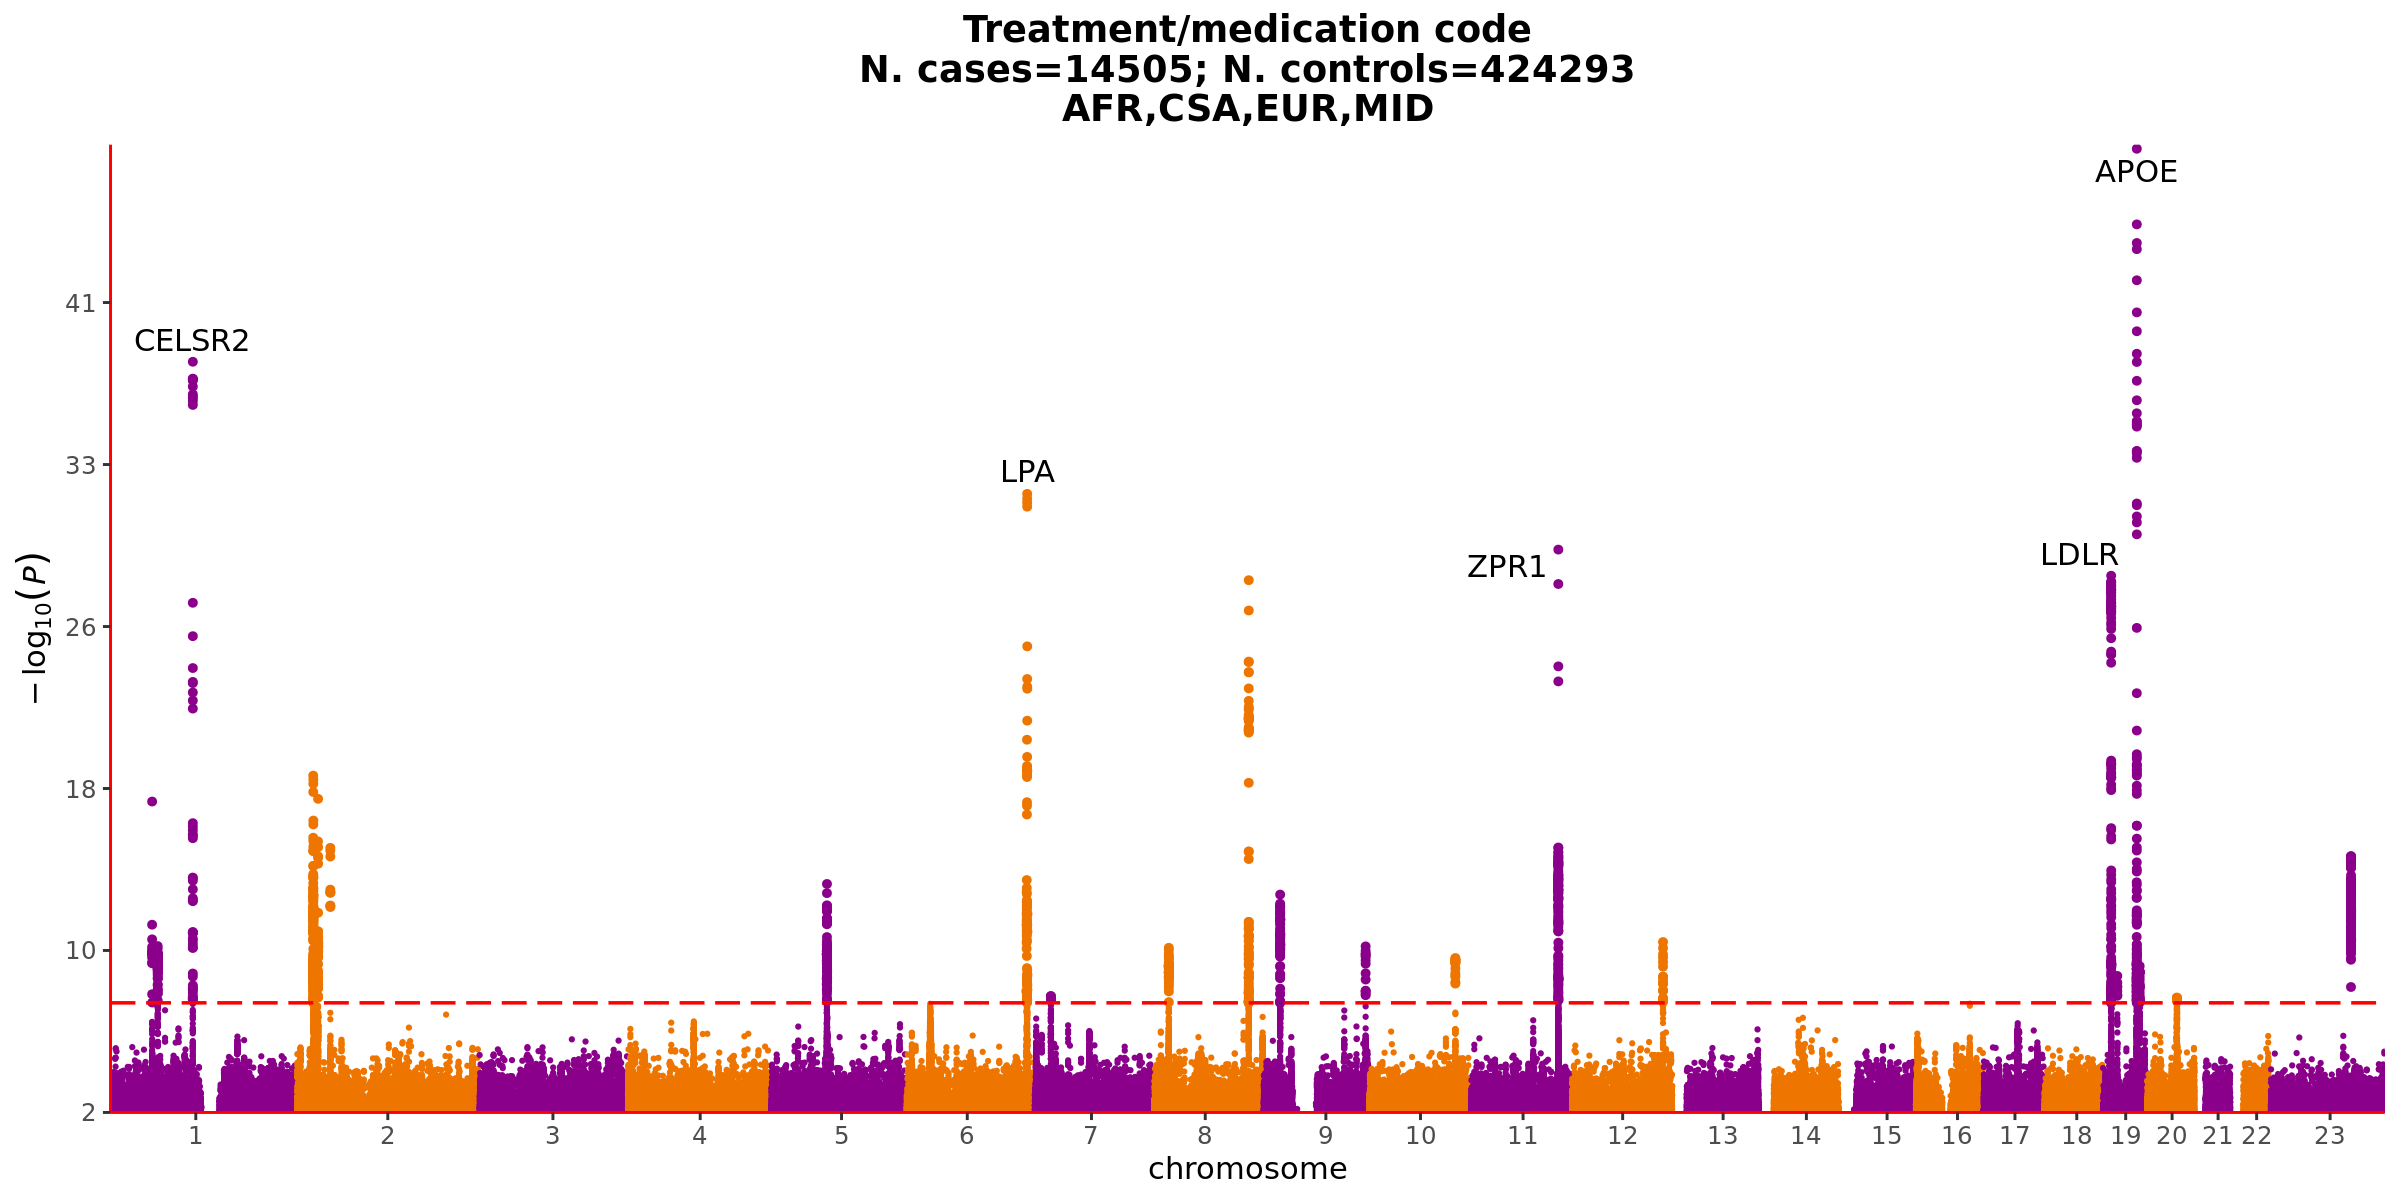 Treatment/medication code
N. cases=14505; N. controls=424293
AFR,CSA,EUR,MID
APOE
41
CELSR2
33
LPA
ZPR1
LDLR
−log10(P)
26
18
10
2
1 2 3 4 5 6 7 8 9 10 11 12 13 14 15 16 17 18 19 20 21 22 23
chromosome